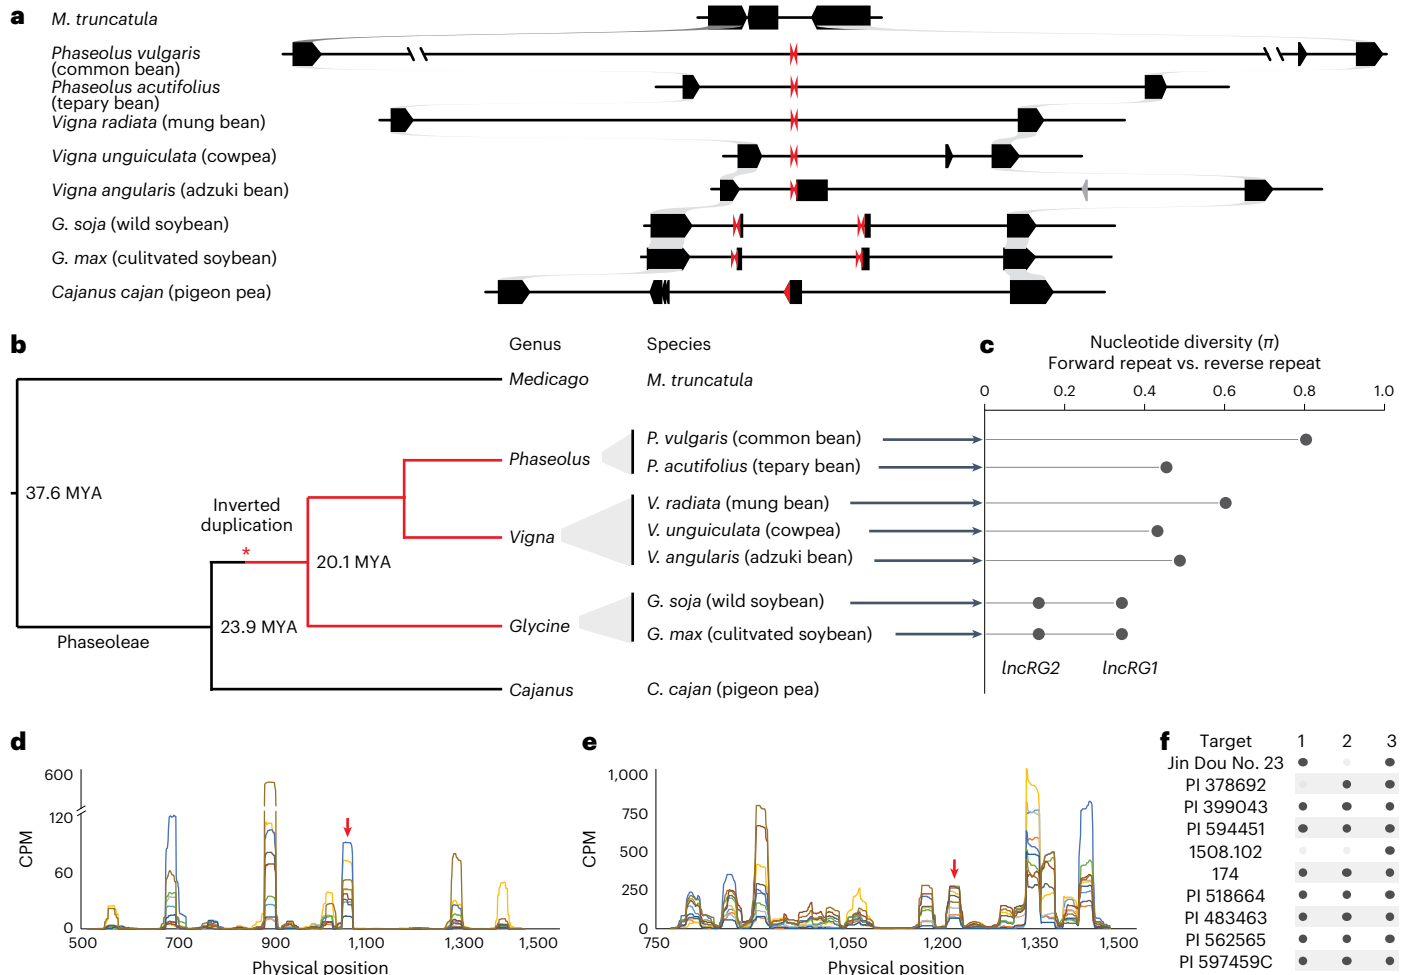 a
M. truncatula
Phaseolus vulgaris
(common bean)
Phaseolus acutifolius
(tepary bean)
Vigna radiata (mung bean)
Vigna unguiculata (cowpea)
Vigna angularis (adzuki bean)
G. soja (wild soybean)
G. max (culitvated soybean)
Cajanus cajan (pigeon pea)
b
Genus
Species
Medicago
M. truncatula
37.6 MYA
Phaseoleae
Inverted
duplication
*
20.1 MYA
23.9 MYA
Phaseolus
Vigna
Glycine
Cajanus
P. vulgaris (common bean)
P. acutifolius (tepary bean)
V. radiata (mung bean)
V. unguiculata (cowpea)
V. angularis (adzuki bean)
G. soja (wild soybean)
G. max (culitvated soybean)
C. cajan (pigeon pea)
c
Nucleotide diversity (π)
Forward repeat vs. reverse repeat
0 0.2 0.4 0.6 0.8 1.0
lncRG2 lncRG1
d
CPM
600
120
60
0
500 700 900 1,100 1,300 1,500
Physical position
e
CPM
1,000
750
500
250
0
750 900 1,050 1,200 1,350 1,500
Physical position
f
Target 1 2 3
Jin Dou No. 23
PI 378692
PI 399043
PI 594451
1508.102
174
PI 518664
PI 483463
PI 562565
PI 597459C